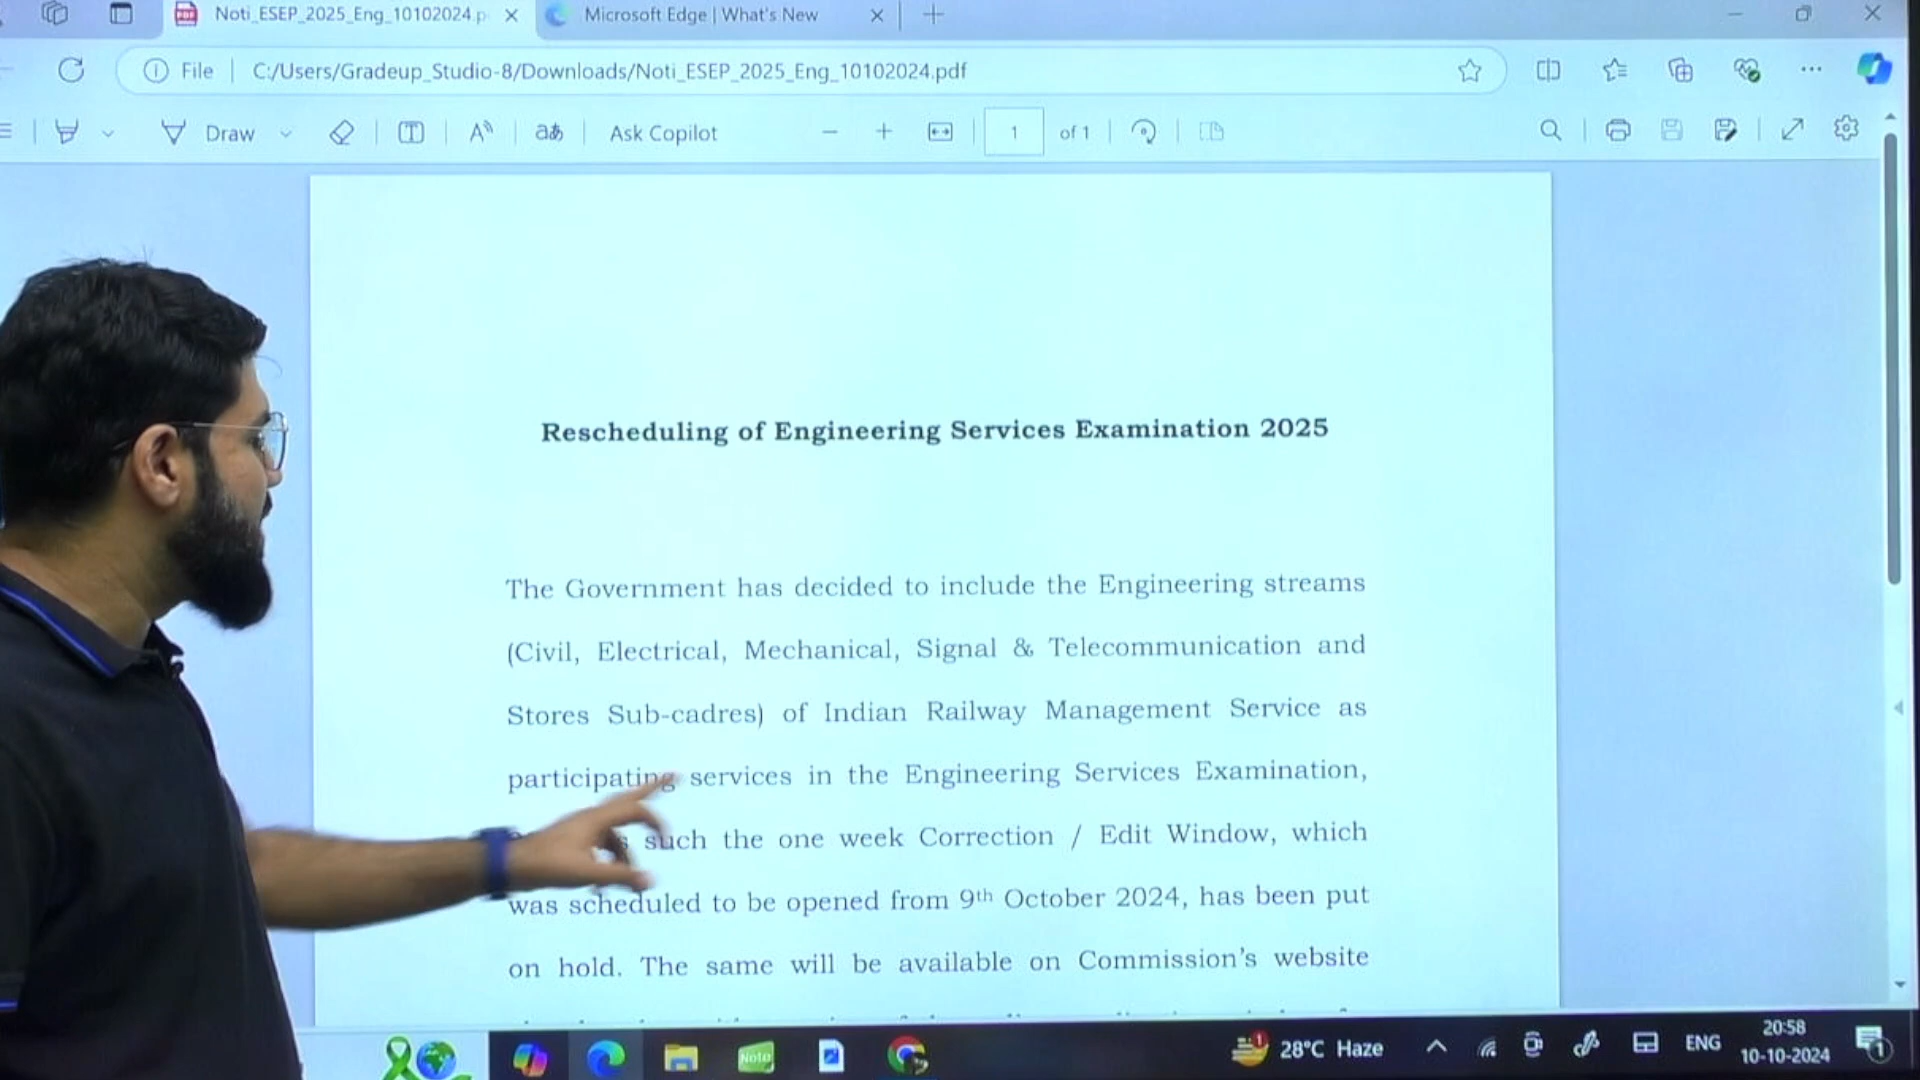 Noti_ESEP_2025_Eng_10102024.p
Microsoft Edge | What's New
File
C:/Users/Gradeup_Studio-8/Downloads/Noti_ESEP_2025_Eng_10102024.pdf
Draw
aあ
Ask Copilot
1
of 1
Rescheduling of Engineering Services Examination 2025
The Government has decided to include the Engineering streams
(Civil, Electrical, Mechanical, Signal & Telecommunication and
Stores Sub-cadres) of Indian Railway Management Service as
participating services in the Engineering Services Examination,
such the one week Correction / Edit Window, which
was scheduled to be opened from 9th October 2024, has been put
on hold. The same will be available on Commission's website
Note
28°C Haze
ENG
20:58
10-10-2024
1